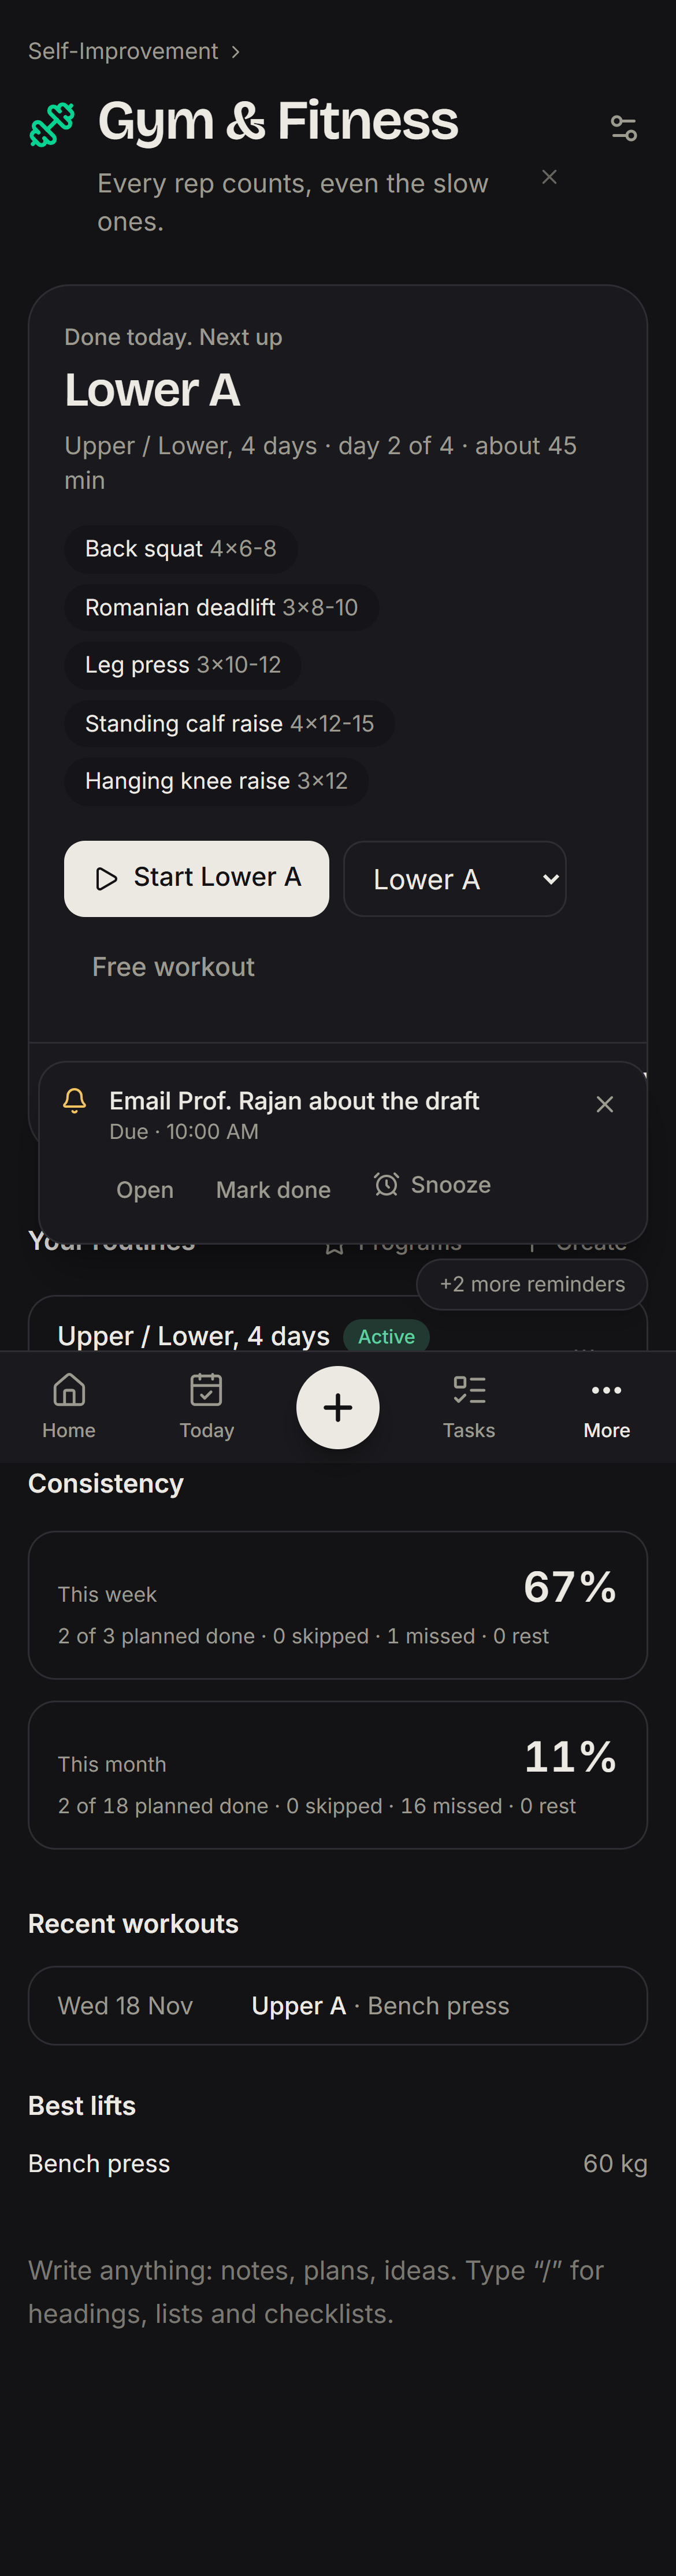 Self-Improvement
Gym & Fitness
Every rep counts, even the slow
ones.
Done today. Next up
Lower A
Upper / Lower, 4 days · day 2 of 4 · about 45
min
Back squat 4×6-8
Romanian deadlift 3×8-10
Leg press 3×10-12
Standing calf raise 4×12-15
Hanging knee raise 3×12
Start Lower A
Lower A
Free workout
Email Prof. Rajan about the draft
Due · 10:00 AM
Open Mark done Snooze
Your routines Programs Create
+2 more reminders
Upper / Lower, 4 days Active
Home Today Tasks More
Consistency
This week 67%
2 of 3 planned done · 0 skipped · 1 missed · 0 rest
This month 11%
2 of 18 planned done · 0 skipped · 16 missed · 0 rest
Recent workouts
Wed 18 Nov Upper A · Bench press
Best lifts
Bench press 60 kg
Write anything: notes, plans, ideas. Type “/” for
headings, lists and checklists.